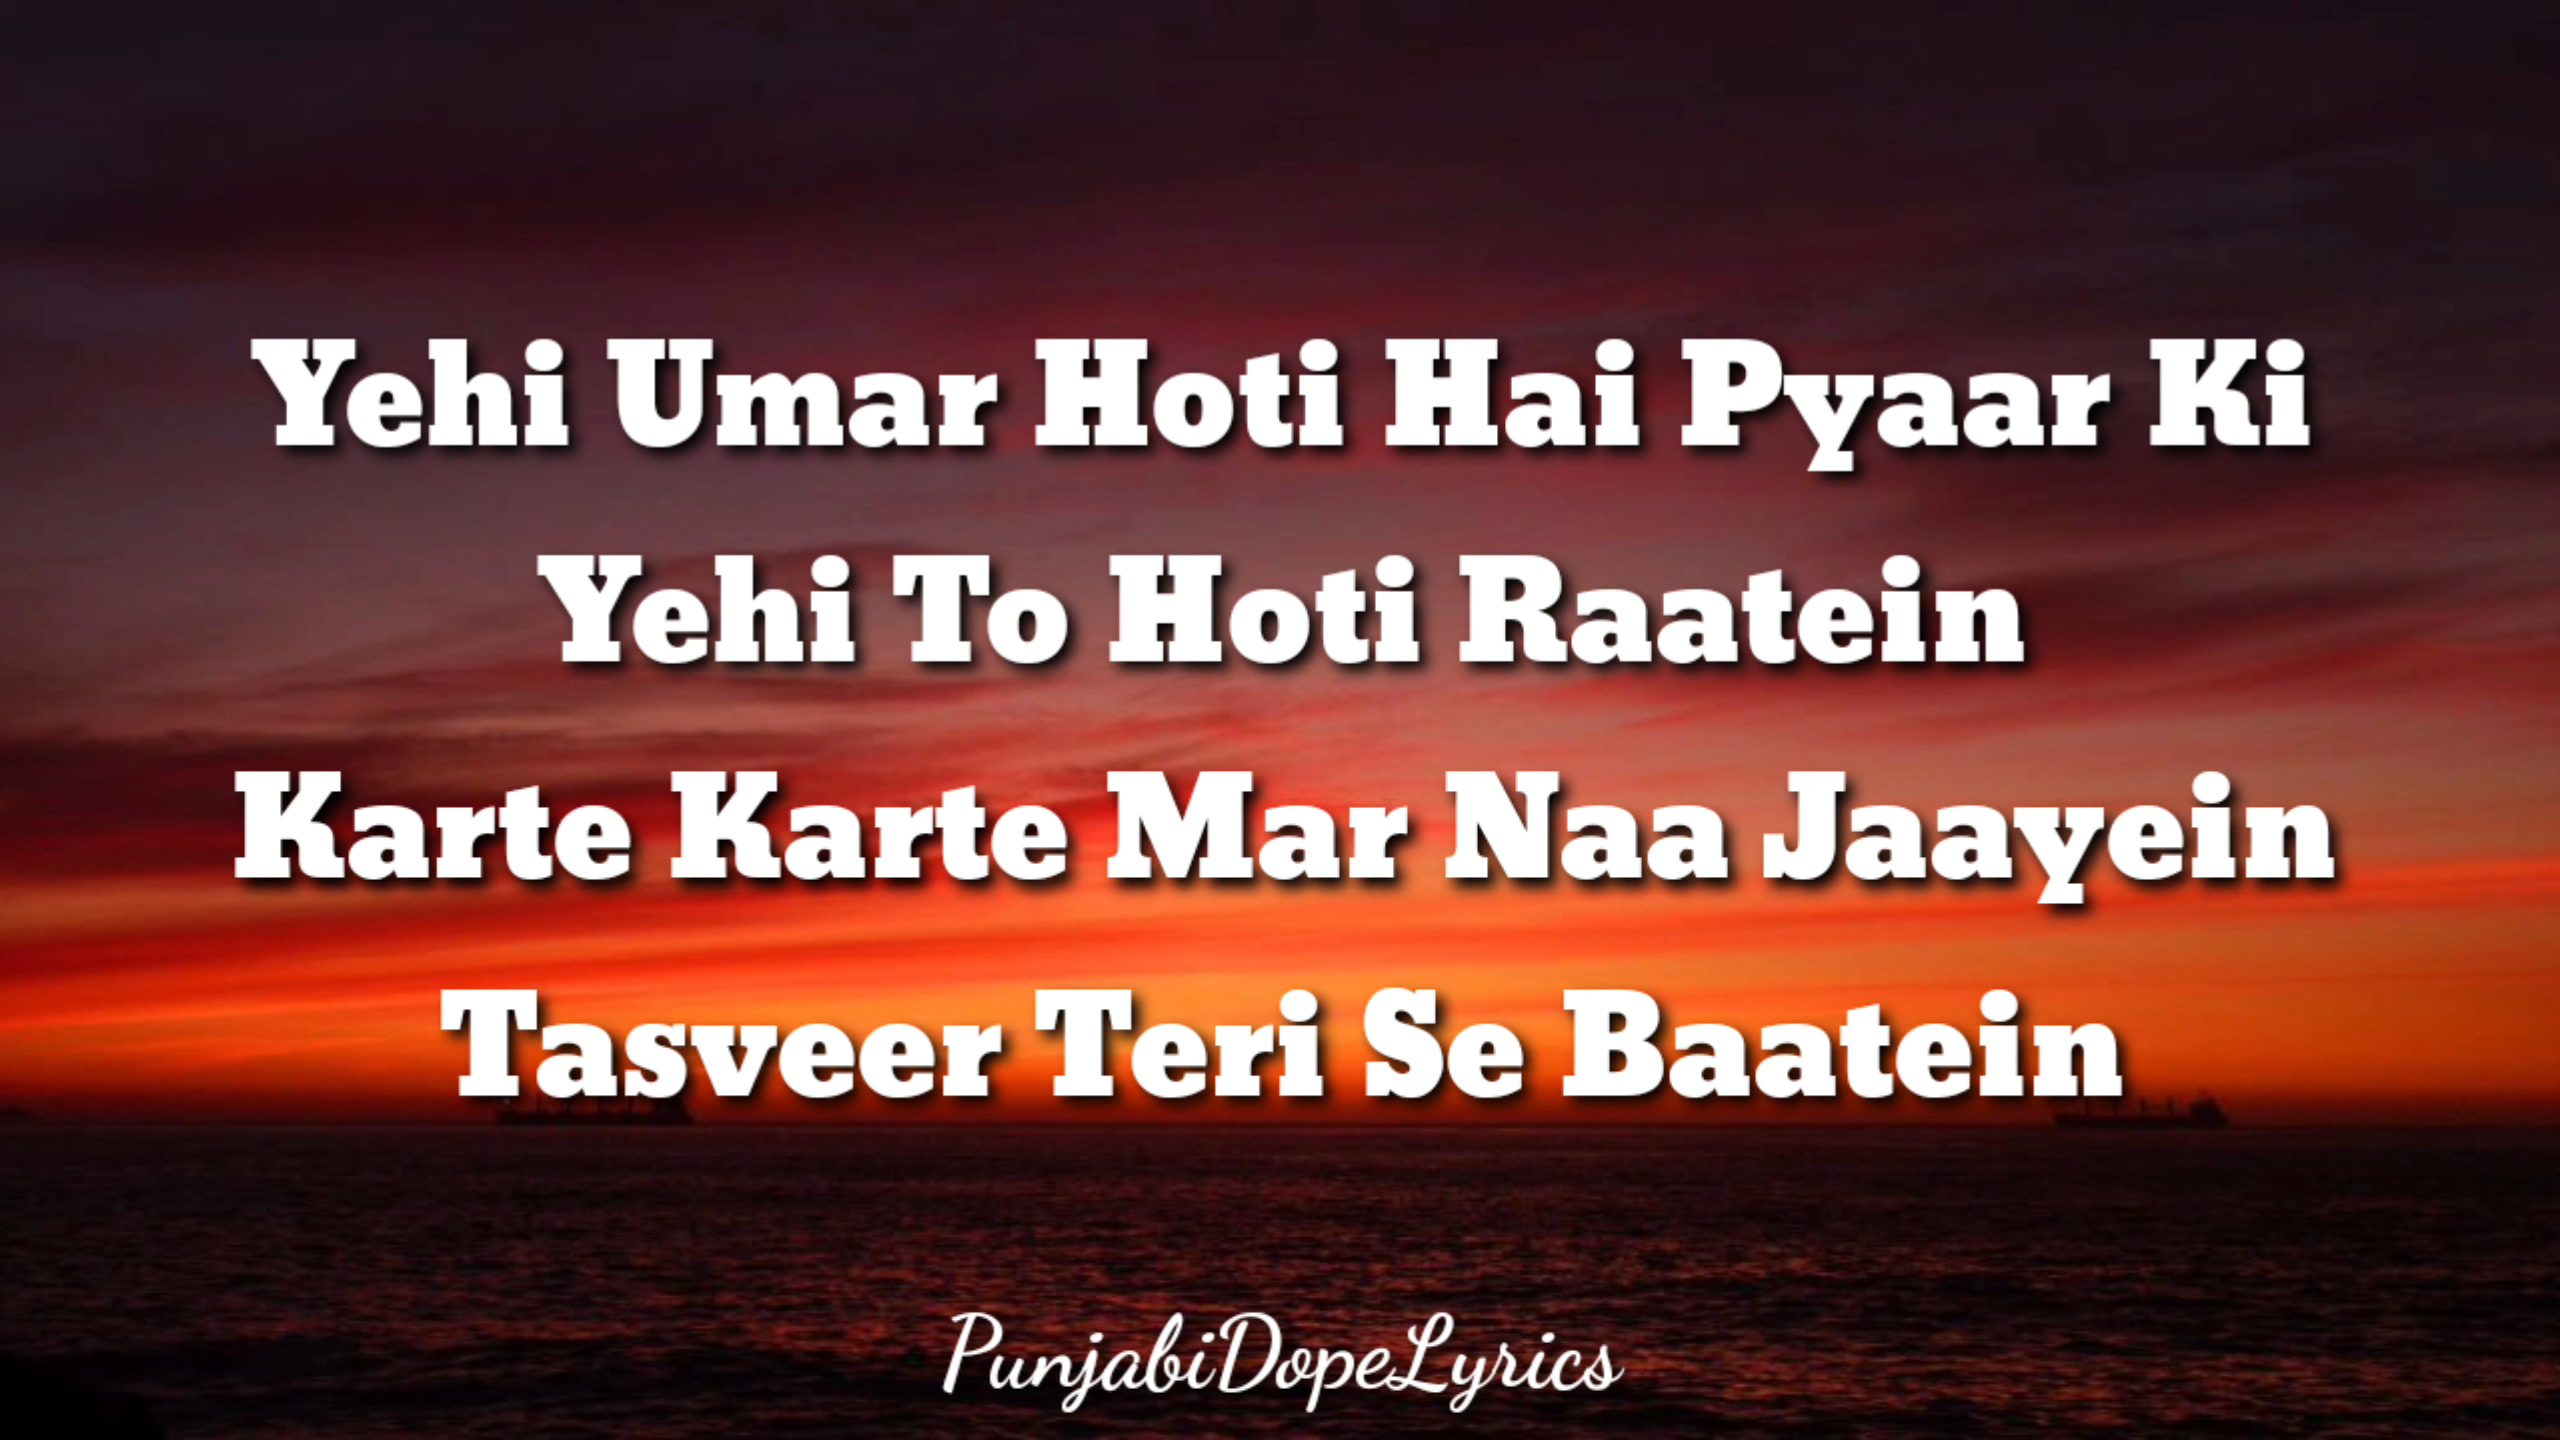 Yehi Umar Hoti Hai Pyaar Ki
Yehi To Hoti Raatein
Karte Karte Mar Naa Jaayein
Tasveer Teri Se Baatein
PunjabiDopeLyrics